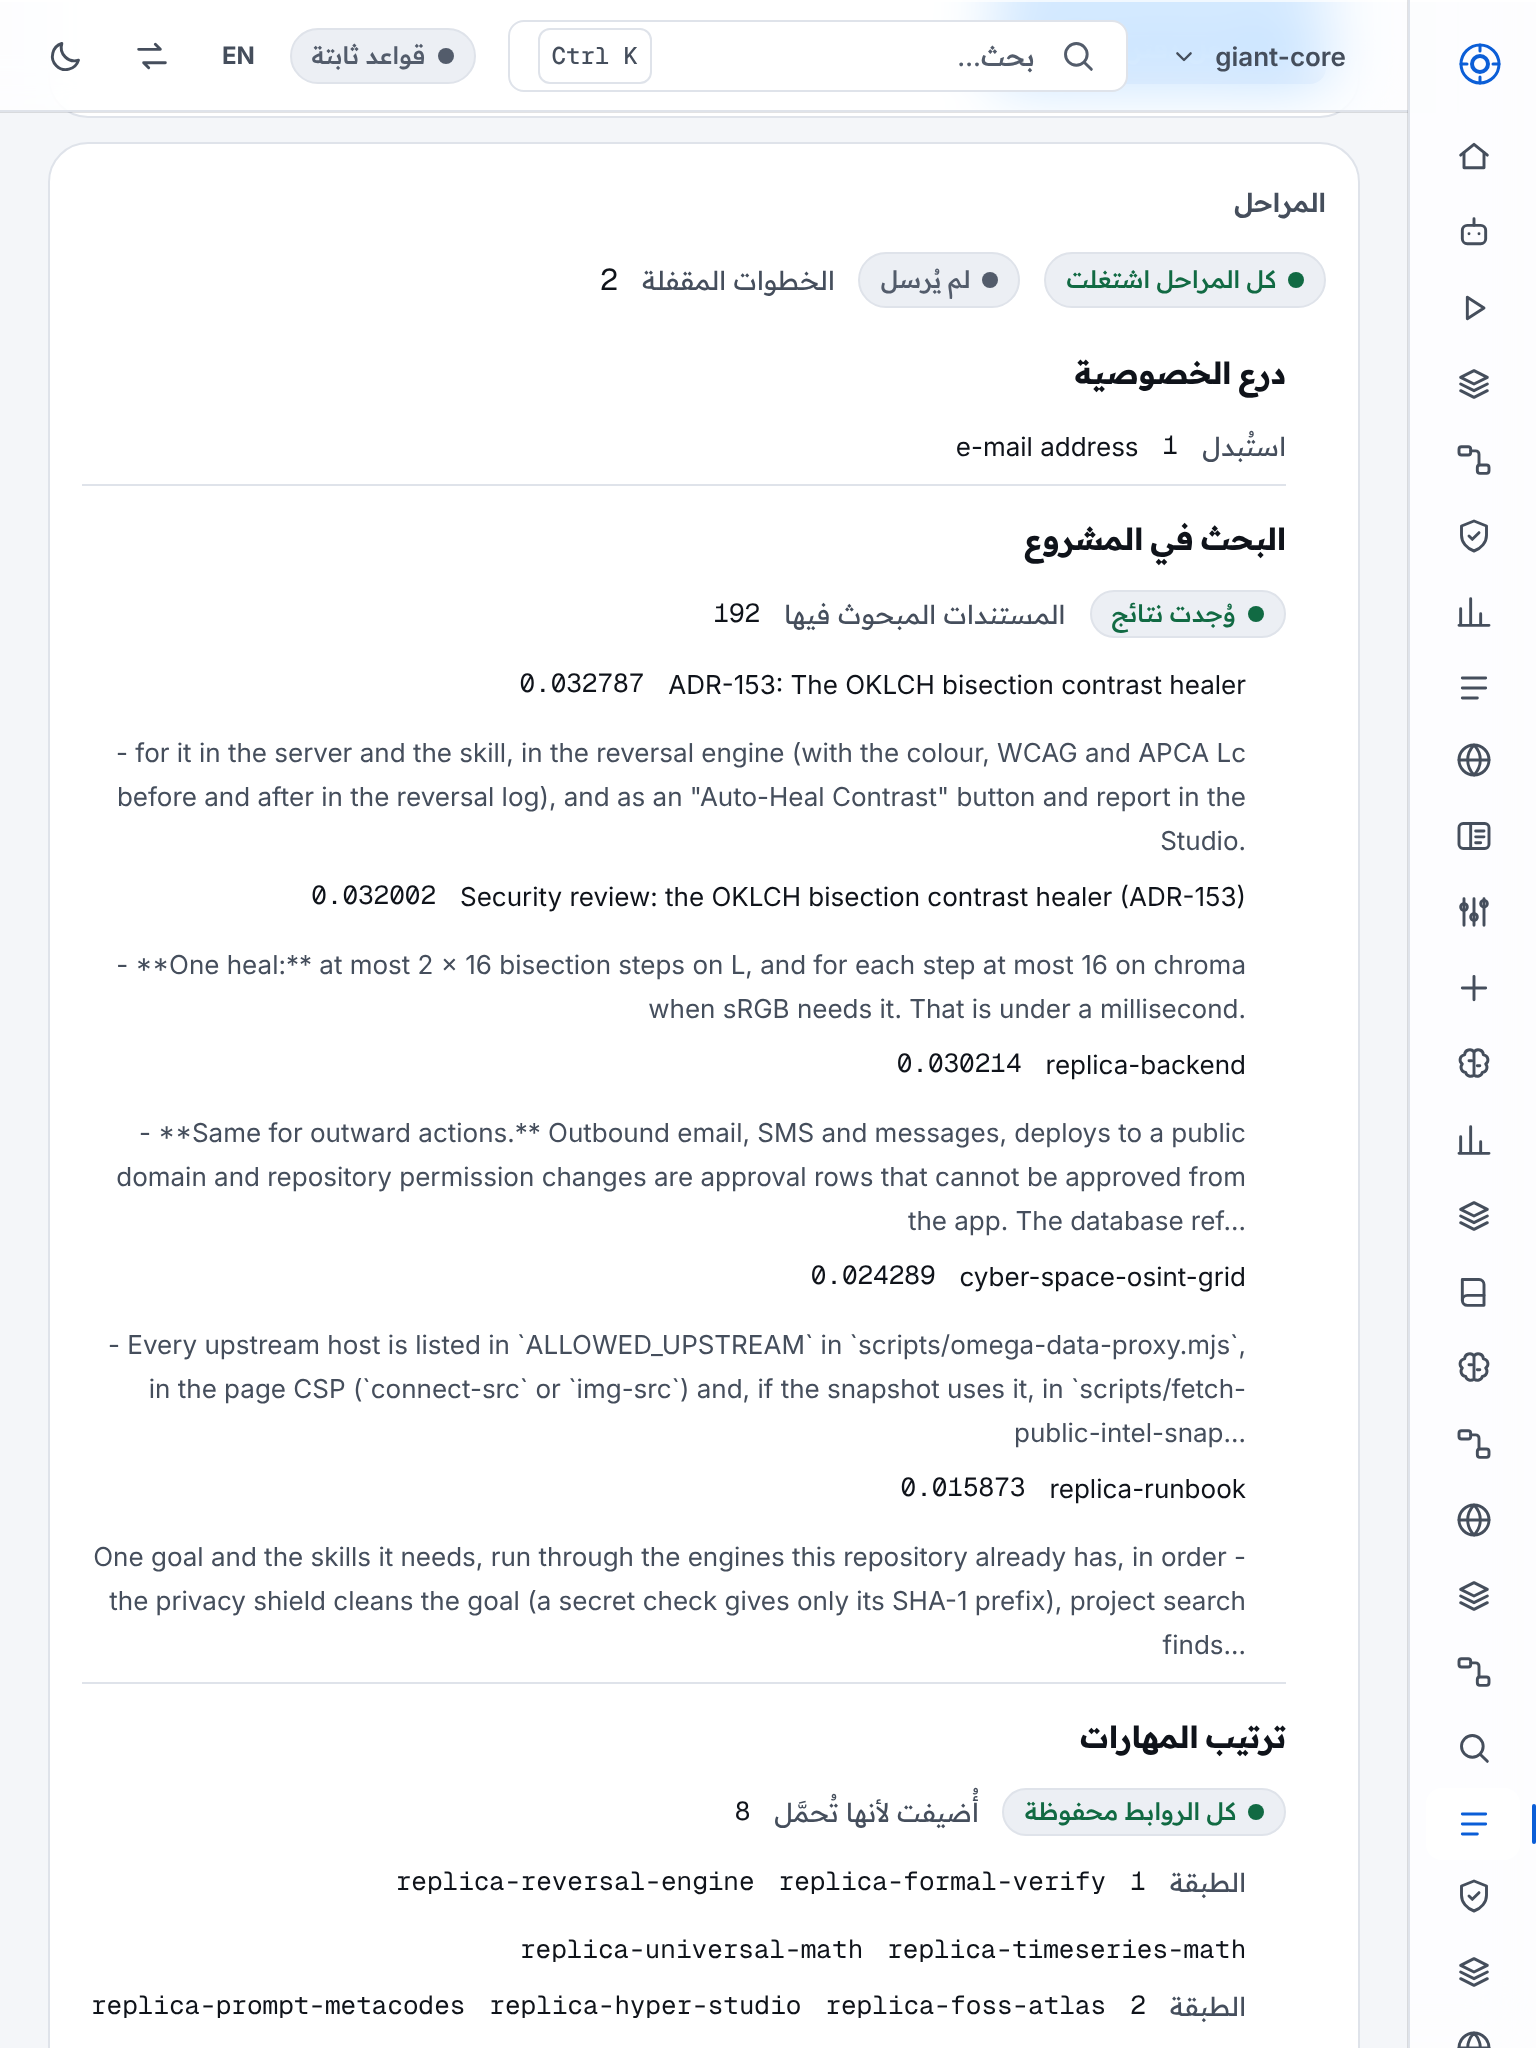 giant-core
بحث...
Ctrl K
قواعد ثابتة
EN
المراحل
كل المراحل اشتغلت
لم يُرسل
الخطوات المقفلة 2
درع الخصوصية
استُبدل 1 e-mail address
البحث في المشروع
وُجدت نتائج
المستندات المبحوث فيها 192
ADR-153: The OKLCH bisection contrast healer 0.032787
- for it in the server and the skill, in the reversal engine (with the colour, WCAG and APCA Lc
before and after in the reversal log), and as an "Auto-Heal Contrast" button and report in the
Studio.
Security review: the OKLCH bisection contrast healer (ADR-153) 0.032002
- **One heal:** at most 2 × 16 bisection steps on L, and for each step at most 16 on chroma
when sRGB needs it. That is under a millisecond.
replica-backend 0.030214
- **Same for outward actions.** Outbound email, SMS and messages, deploys to a public
domain and repository permission changes are approval rows that cannot be approved from
the app. The database ref...
cyber-space-osint-grid 0.024289
- Every upstream host is listed in `ALLOWED_UPSTREAM` in `scripts/omega-data-proxy.mjs`,
in the page CSP (`connect-src` or `img-src`) and, if the snapshot uses it, in `scripts/fetch-
public-intel-snap...
replica-runbook 0.015873
One goal and the skills it needs, run through the engines this repository already has, in order -
the privacy shield cleans the goal (a secret check gives only its SHA-1 prefix), project search
finds...
ترتيب المهارات
كل الروابط محفوظة
أُضيفت لأنها تُحمَّل 8
الطبقة 1 replica-formal-verify replica-reversal-engine
replica-timeseries-math replica-universal-math
الطبقة 2 replica-foss-atlas replica-hyper-studio replica-prompt-metacodes